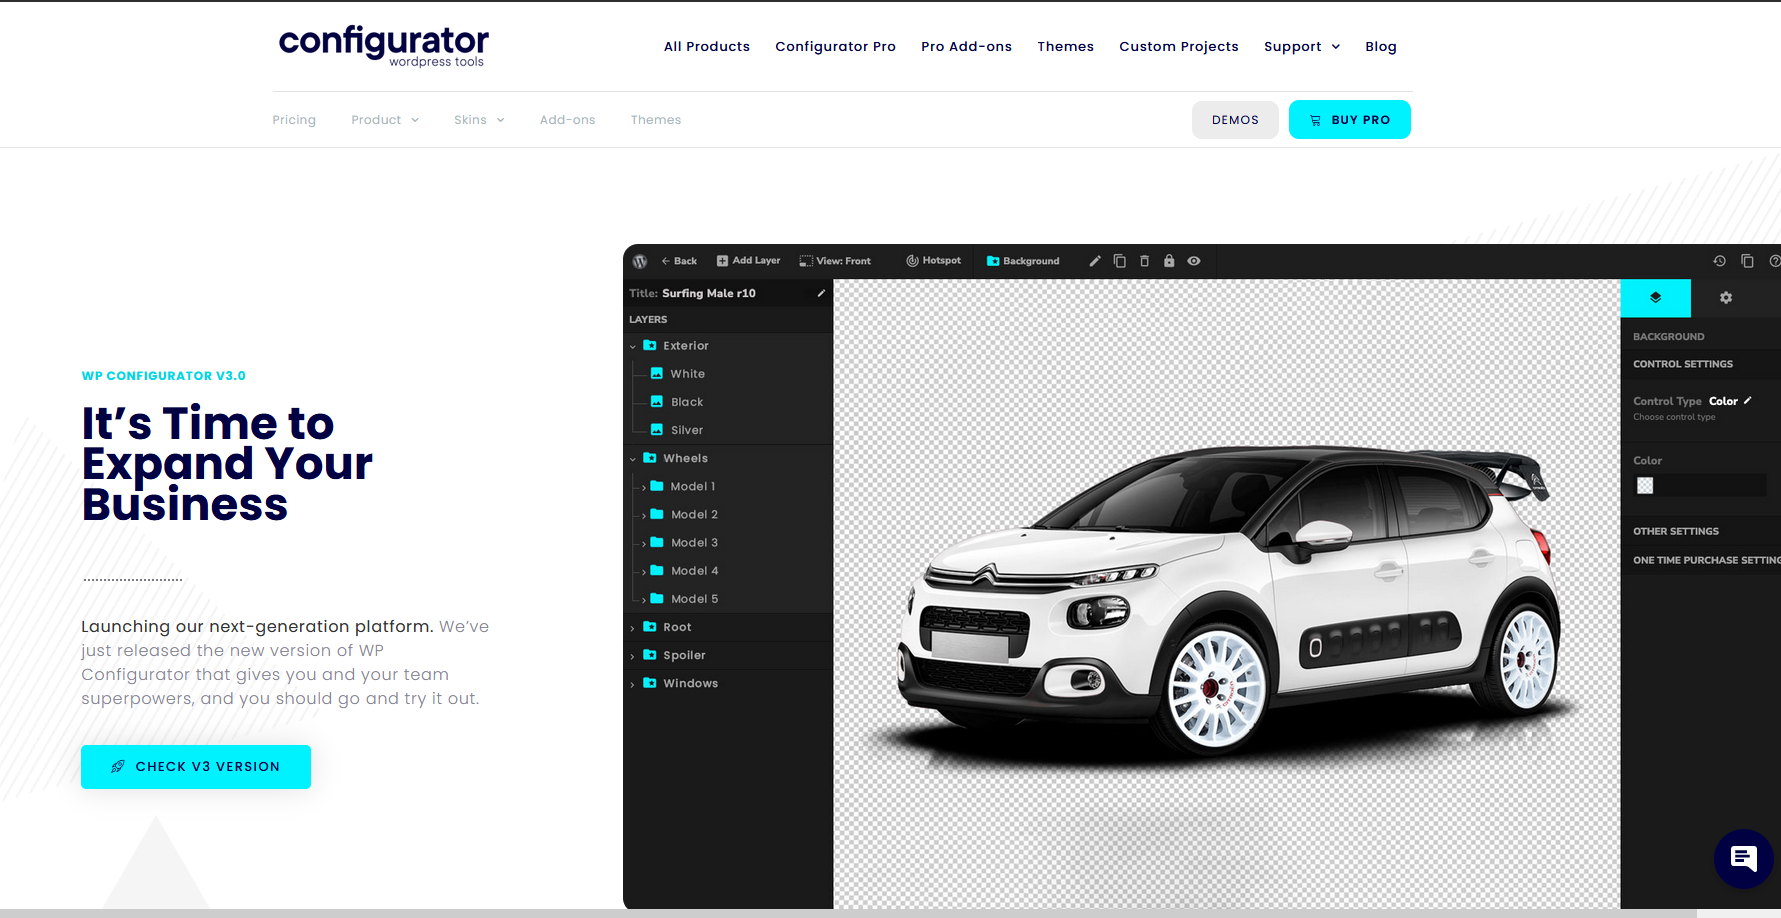 configurator
wordpress tools
All Products Configurator Pro Pro Add-ons Themes Custom Projects Support Blog
Pricing Product Skins Add-ons Themes
DEMOS BUY PRO
Back Add Layer View: Front Hotspot Background
Title: Surfing Male r10
LAYERS
Exterior
White
Black
Silver
Wheels
Model 1
Model 2
Model 3
Model 4
Model 5
Root
Spoiler
Windows
BACKGROUND
CONTROL SETTINGS
Control Type Color
Choose control type
Color
OTHER SETTINGS
ONE TIME PURCHASE SETTING
WP CONFIGURATOR V3.0
It’s Time to
Expand Your
Business
Launching our next-generation platform. We’ve
just released the new version of WP
Configurator that gives you and your team
superpowers, and you should go and try it out.
CHECK V3 VERSION